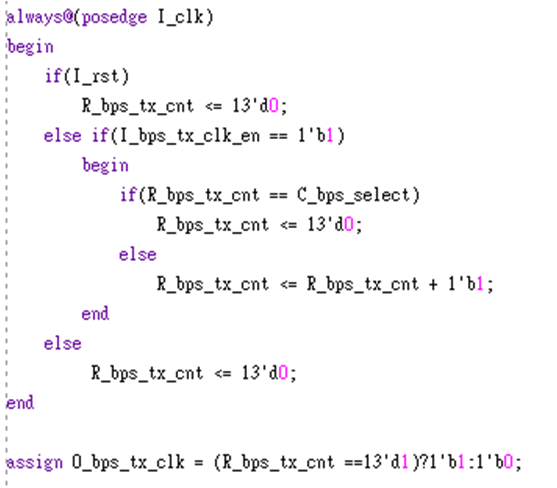 always@(posedge I_clk)
begin
    if(I_rst)
        R_bps_tx_cnt <= 13'd0;
    else if(I_bps_tx_clk_en == 1'b1)
        begin
            if(R_bps_tx_cnt == C_bps_select)
                R_bps_tx_cnt <= 13'd0;
            else
                R_bps_tx_cnt <= R_bps_tx_cnt + 1'b1;
        end
    else
         R_bps_tx_cnt <= 13'd0;
end
assign O_bps_tx_clk = (R_bps_tx_cnt ==13'd1)?1'b1:1'b0;